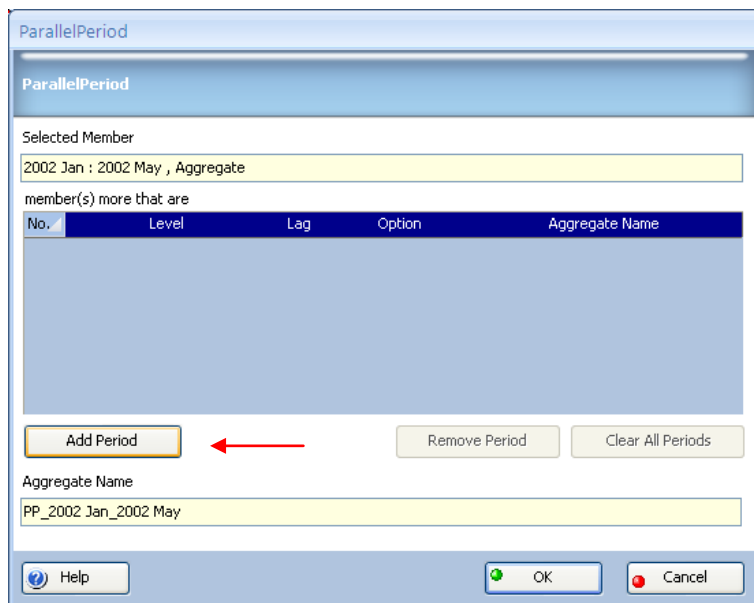 ParallelPeriod
ParallelPeriod
Selected Member
2002 Jan : 2002 May , Aggregate
member(s) more that are
No. Level Lag Option Aggregate Name
Add Period Remove Period Clear All Periods
Aggregate Name
PP_2002 Jan_2002 May
Help OK Cancel